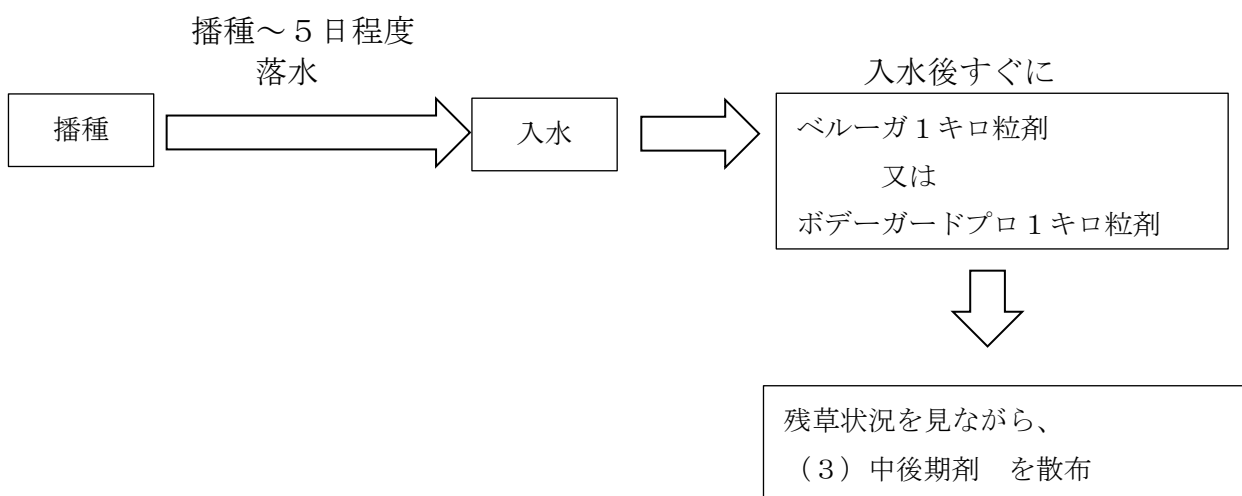 播種～５日程度
落水
播種
入水
入水後すぐに
ベルーガ１キロ粒剤
又は
ボデーガードプロ１キロ粒剤
残草状況を見ながら、
（３）中後期剤　を散布